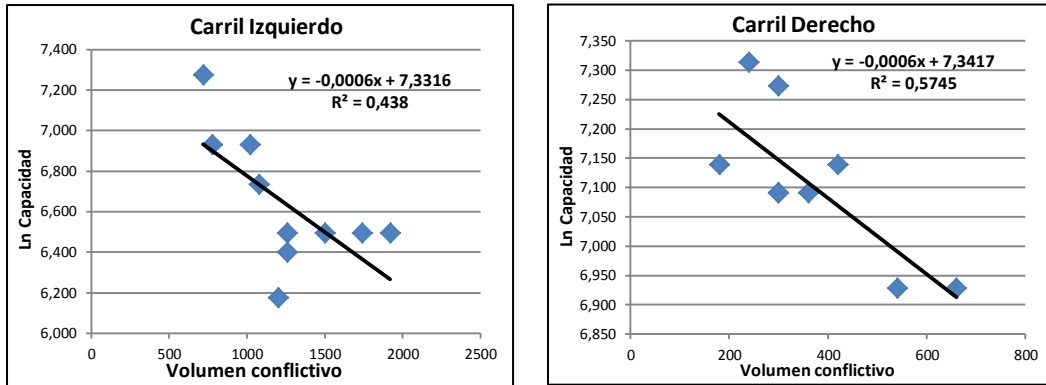 Carril Izquierdo
y = -0,0006x + 7,3316
R² = 0,438
Ln Capacidad
7,400
7,200
7,000
6,800
6,600
6,400
6,200
6,000
0 500 1000 1500 2000 2500
Volumen conflictivo
Carril Derecho
y = -0,0006x + 7,3417
R² = 0,5745
Ln Capacidad
7,350
7,300
7,250
7,200
7,150
7,100
7,050
7,000
6,950
6,900
6,850
0 200 400 600 800
Volumen conflictivo